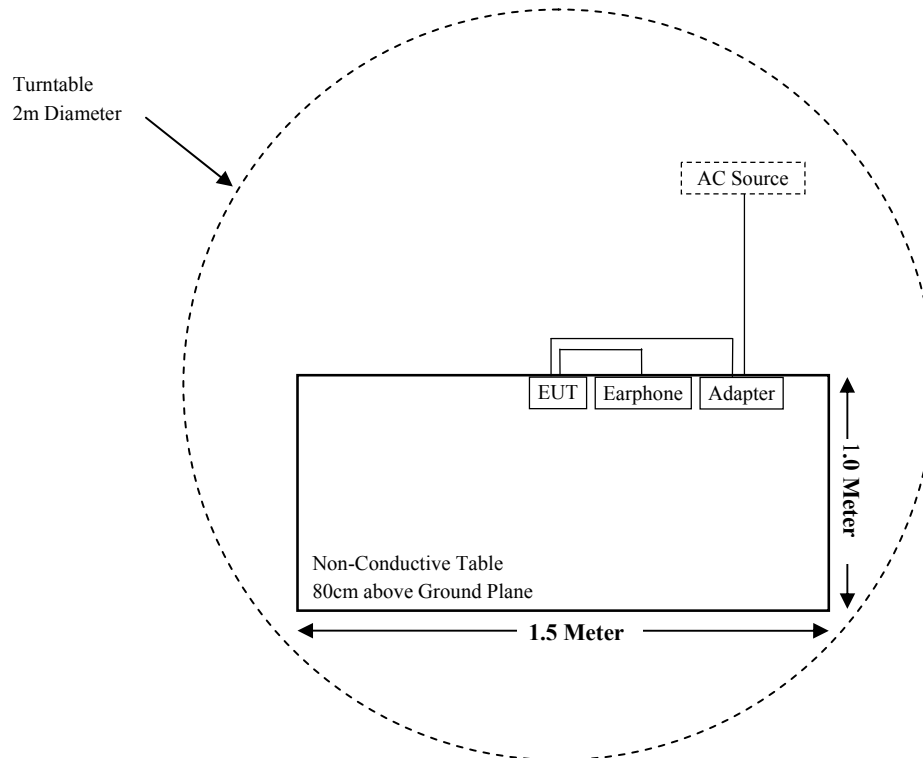 Turntable
2m Diameter
AC Source
EUT
Earphone
Adapter
1.0 Meter
Non-Conductive Table
80cm above Ground Plane
1.5 Meter